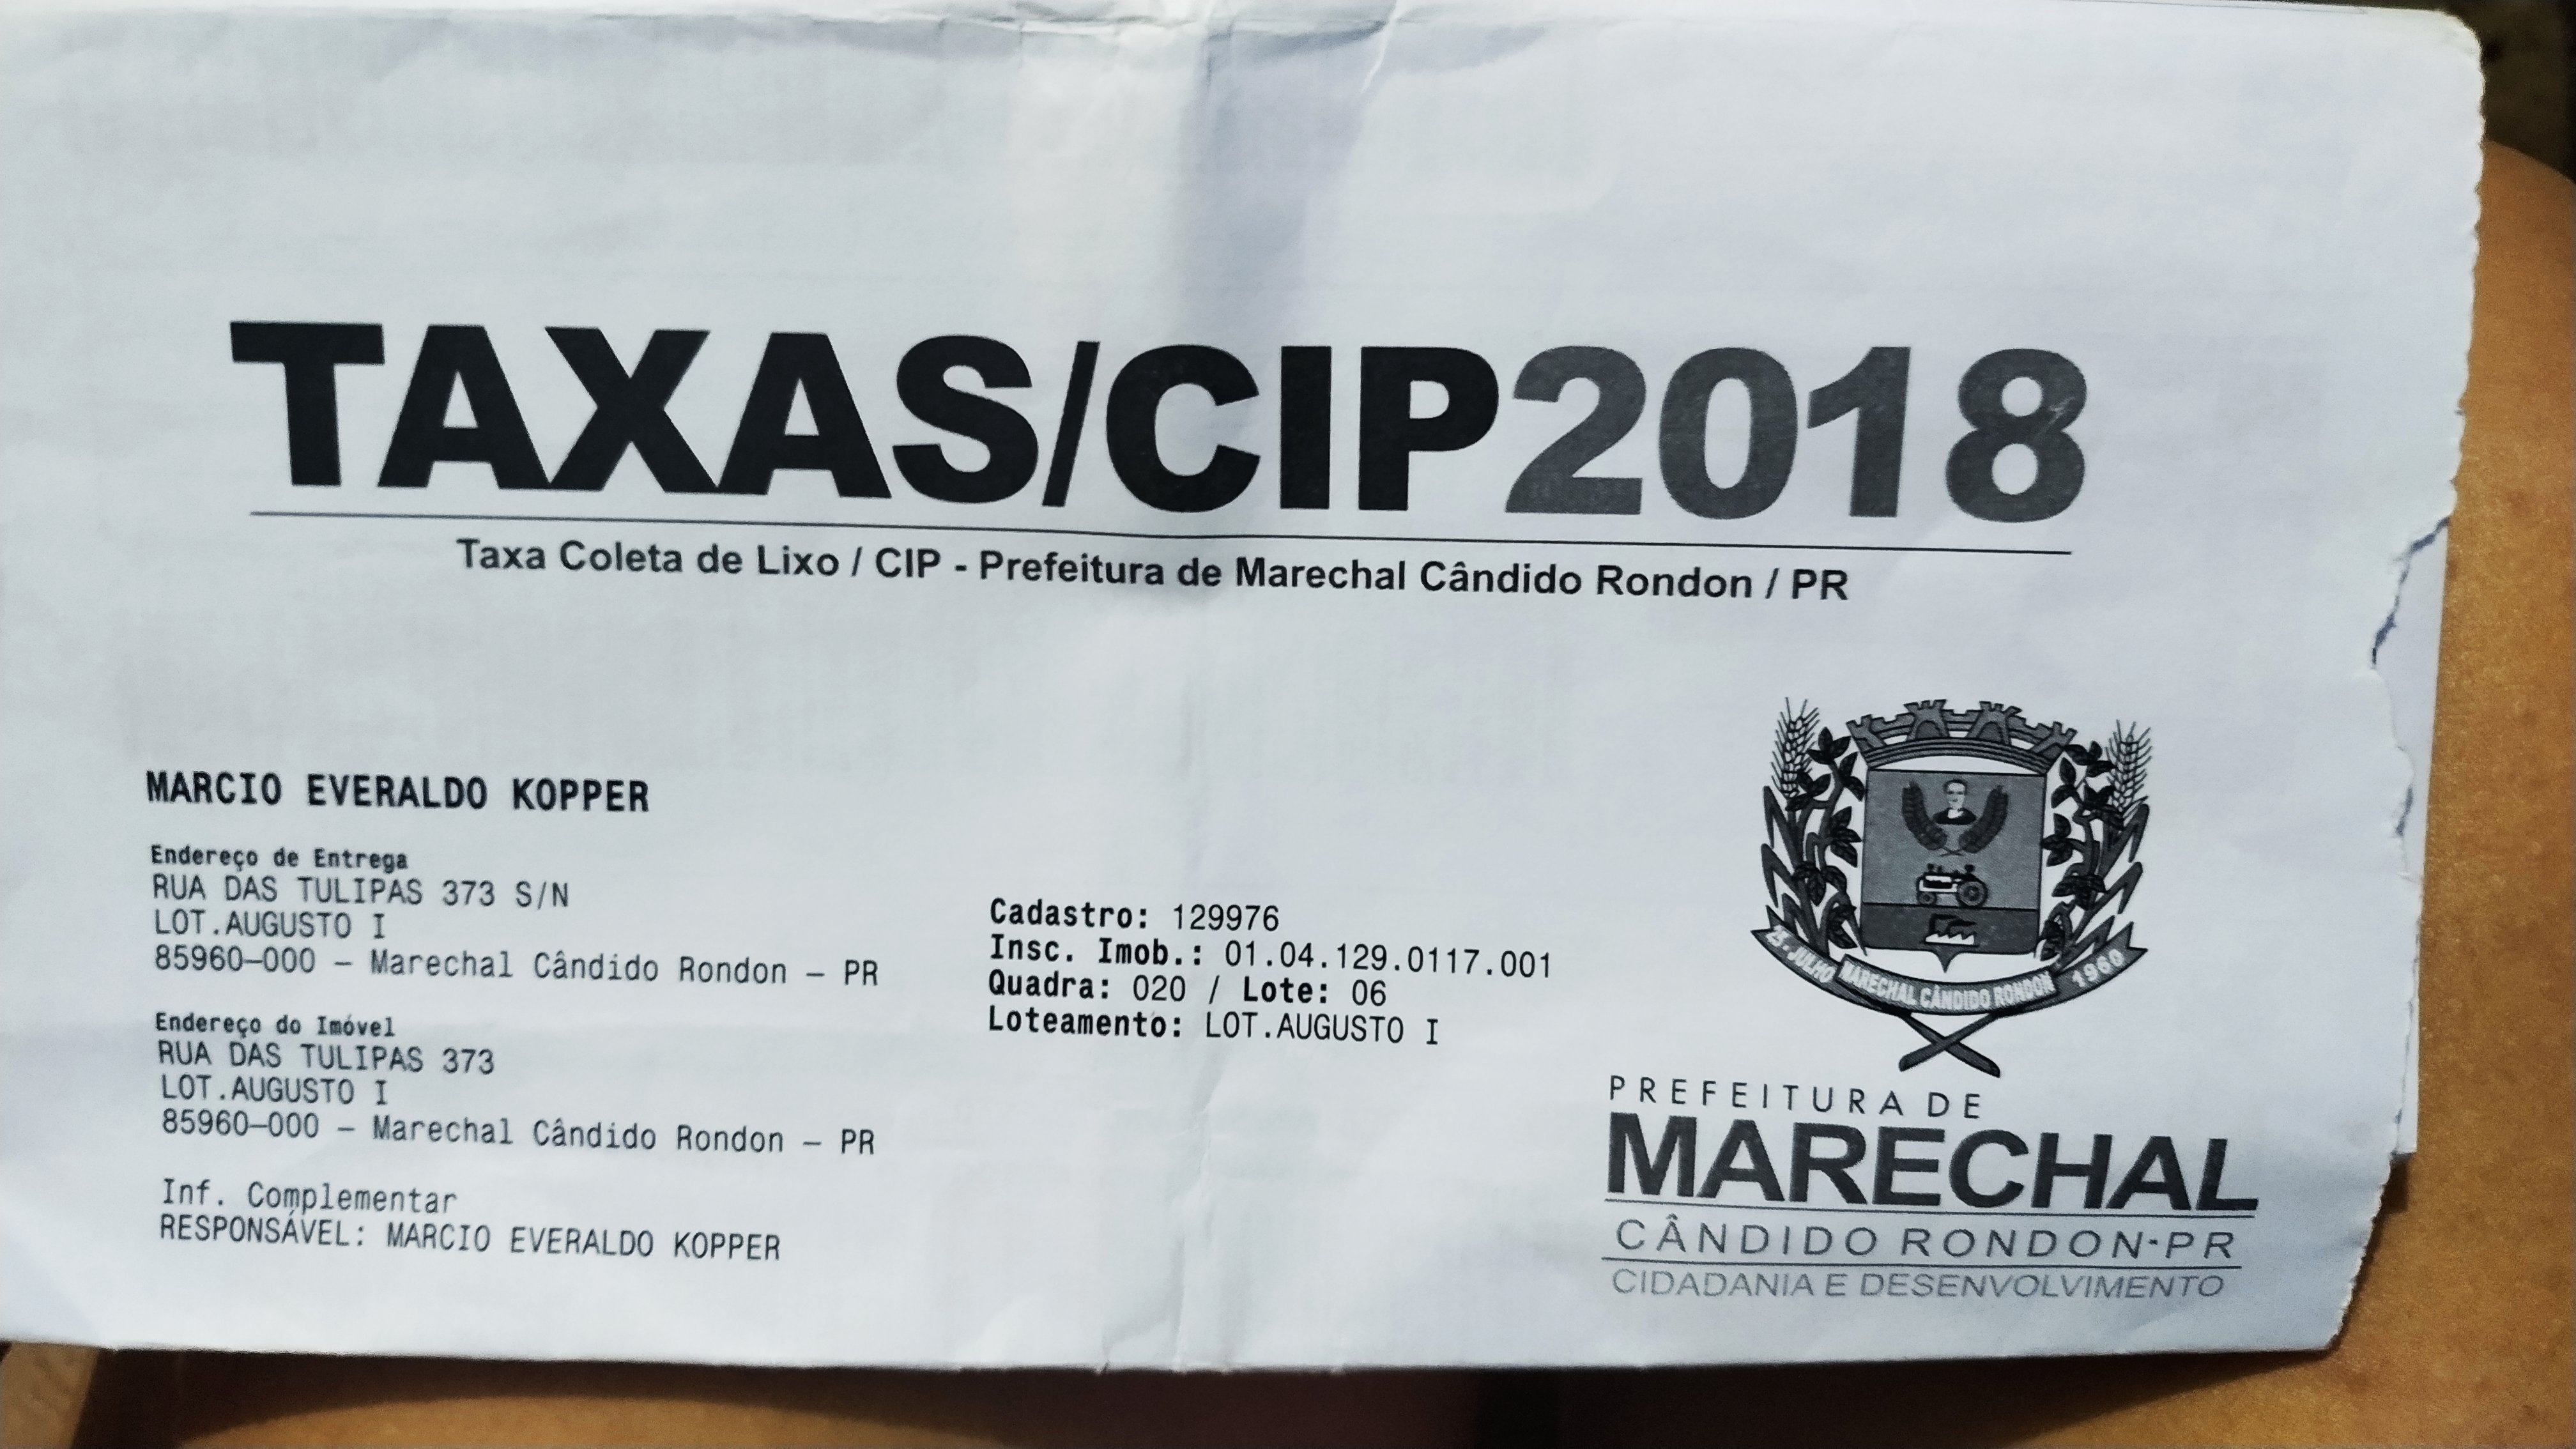 TAXAS/CIP2018
Taxa Coleta de Lixo / CIP - Prefeitura de Marechal Cândido Rondon / PR
MARCIO EVERALDO KOPPER
Endereço de Entrega
RUA DAS TULIPAS 373 S/N
LOT.AUGUSTO I
85960-000 - Marechal Cândido Rondon - PR
Endereço do Imóvel
RUA DAS TULIPAS 373
LOT.AUGUSTO I
85960-000 - Marechal Cândido Rondon - PR
Inf. Complementar
RESPONSÁVEL: MARCIO EVERALDO KOPPER
Cadastro: 129976
Insc. Imob.: 01.04.129.0117.001
Quadra: 020 / Lote: 06
Loteamento: LOT.AUGUSTO I
25-JULHO MARECHAL CÂNDIDO RONDON 1960
PREFEITURA DE
MARECHAL
CÂNDIDO RONDON-PR
CIDADANIA E DESENVOLVIMENTO